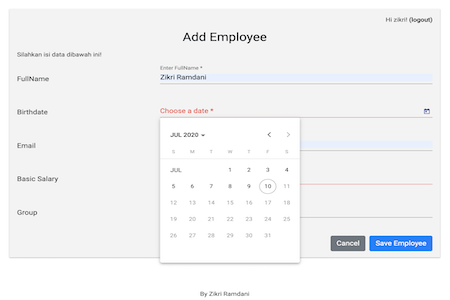 Hi zikri! (logout)
Add Employee
Silahkan isi data dibawah ini!
FullName
Enter FullName *
Zikri Ramdani
Birthdate
Choose a date *
JUL 2020
S M T W T F S
JUL 1 2 3 4
5 6 7 8 9 10 11
12 13 14 15 16 17 18
19 20 21 22 23 24 25
26 27 28 29 30 31
Email
Basic Salary
Group
Cancel Save Employee
By Zikri Ramdani